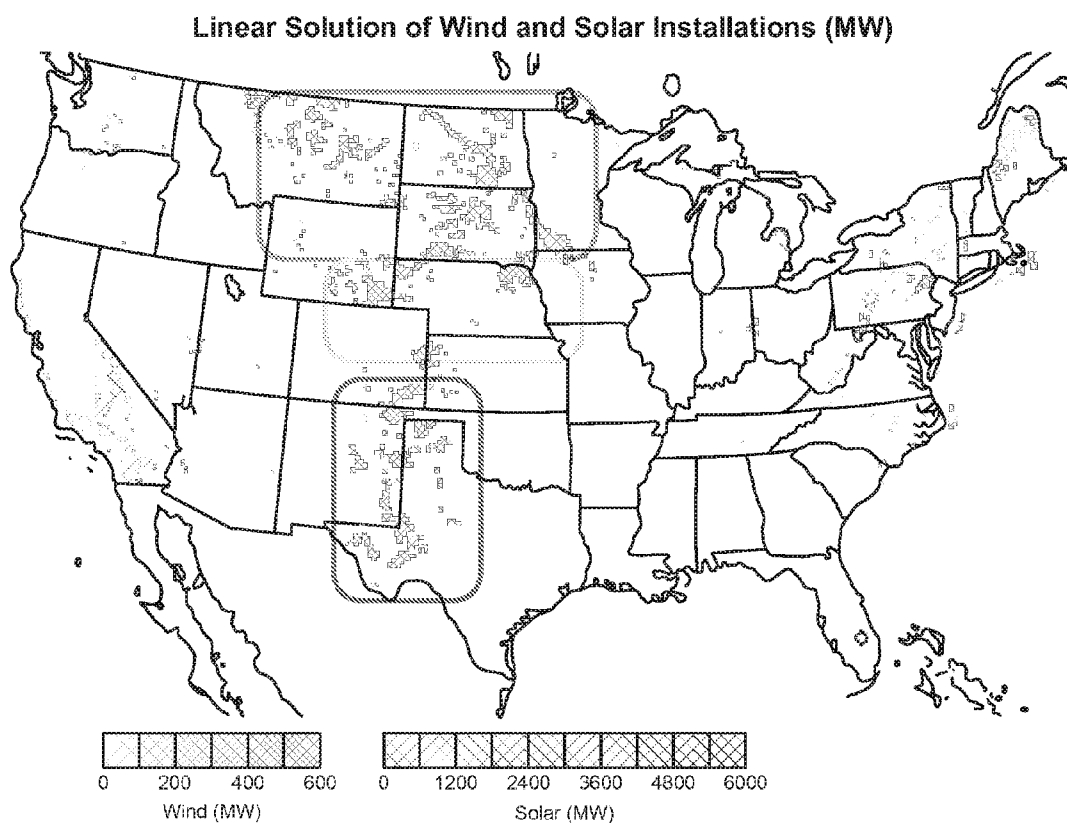 Linear Solution of Wind and Solar Installations (MW)
0 200 400 600 0 1200 2400 3600 4800 6000
Wind (MW) Solar (MW)